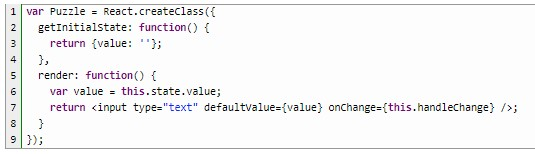 1 var Puzzle = React.createClass({
2   getInitialState: function() {
3     return {value: ''};
4   },
5   render: function() {
6     var value = this.state.value;
7     return <input type="text" defaultValue={value} onChange={this.handleChange} />;
8   }
9 });